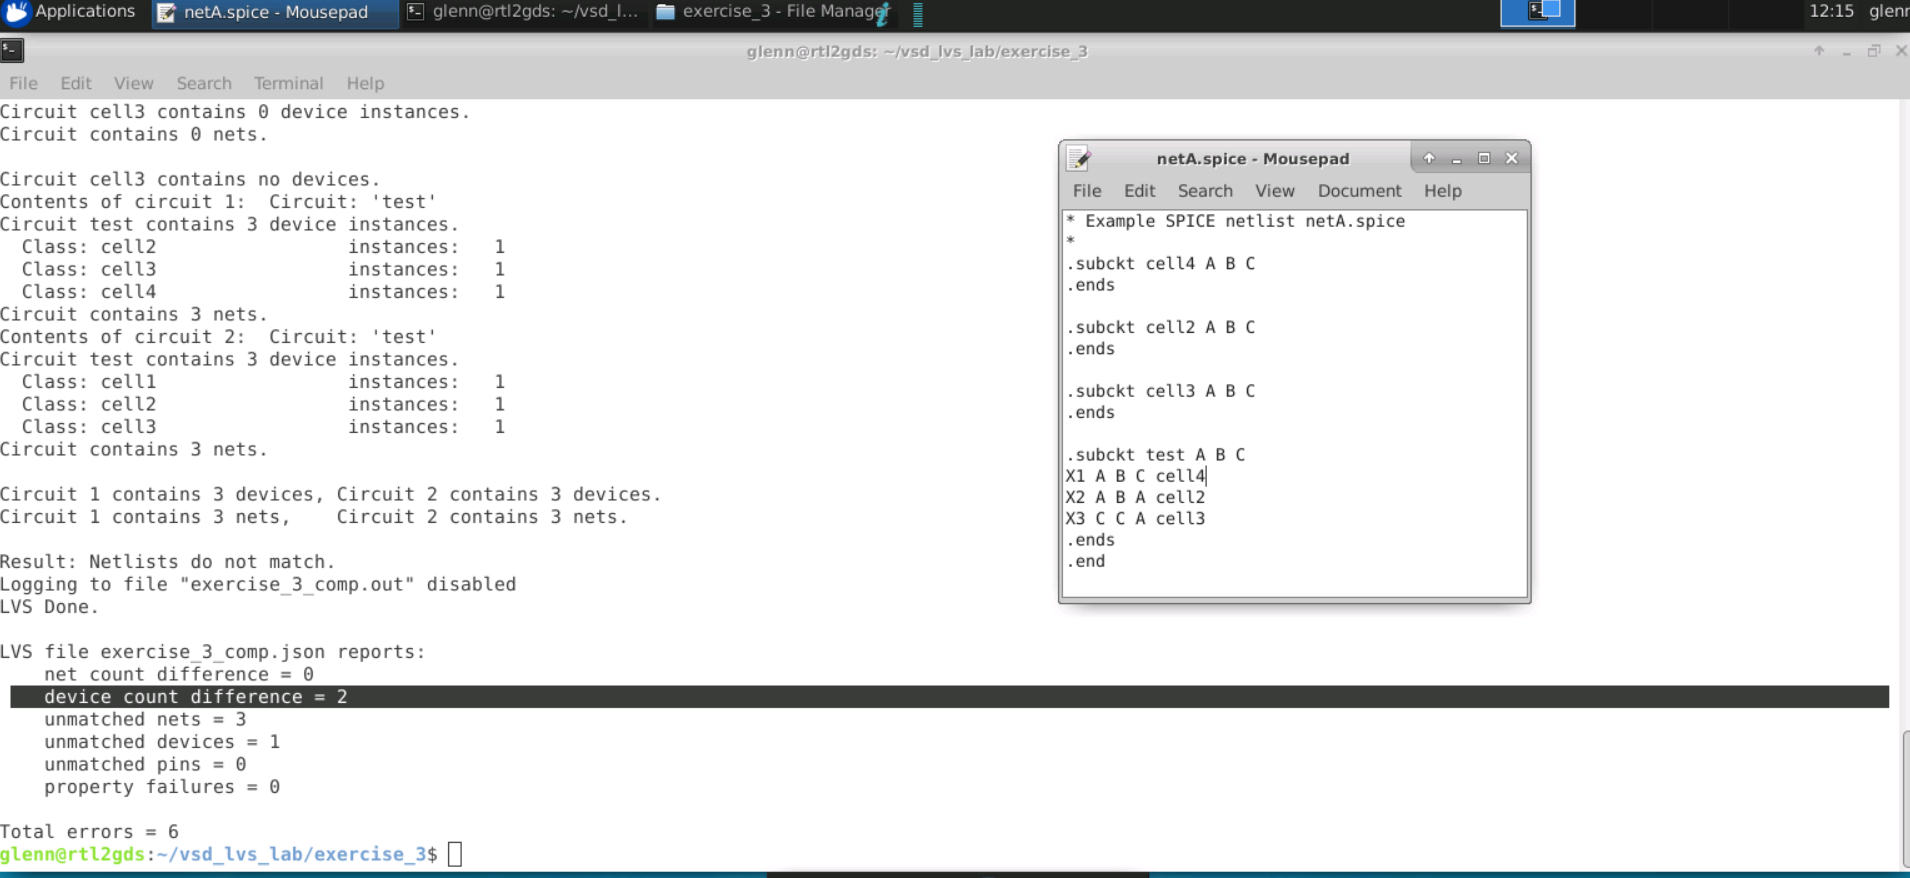 Applications
netA.spice - Mousepad
glenn@rtl2gds: ~/vsd_l...
exercise_3 - File Manager
12:15
glenn@rtl2gds: ~/vsd_lvs_lab/exercise_3
File Edit View Search Terminal Help
Circuit cell3 contains 0 device instances.
Circuit contains 0 nets.
Circuit cell3 contains no devices.
Contents of circuit 1:  Circuit: 'test'
Circuit test contains 3 device instances.
  Class: cell2                 instances:   1
  Class: cell3                 instances:   1
  Class: cell4                 instances:   1
Circuit contains 3 nets.
Contents of circuit 2:  Circuit: 'test'
Circuit test contains 3 device instances.
  Class: cell1                 instances:   1
  Class: cell2                 instances:   1
  Class: cell3                 instances:   1
Circuit contains 3 nets.
Circuit 1 contains 3 devices, Circuit 2 contains 3 devices.
Circuit 1 contains 3 nets,    Circuit 2 contains 3 nets.
Result: Netlists do not match.
Logging to file "exercise_3_comp.out" disabled
LVS Done.
LVS file exercise_3_comp.json reports:
    net count difference = 0
    device count difference = 2
    unmatched nets = 3
    unmatched devices = 1
    unmatched pins = 0
    property failures = 0
Total errors = 6
glenn@rtl2gds:~/vsd_lvs_lab/exercise_3$
netA.spice - Mousepad
File Edit Search View Document Help
* Example SPICE netlist netA.spice
*
.subckt cell4 A B C
.ends
.subckt cell2 A B C
.ends
.subckt cell3 A B C
.ends
.subckt test A B C
X1 A B C cell4
X2 A B A cell2
X3 C C A cell3
.ends
.end